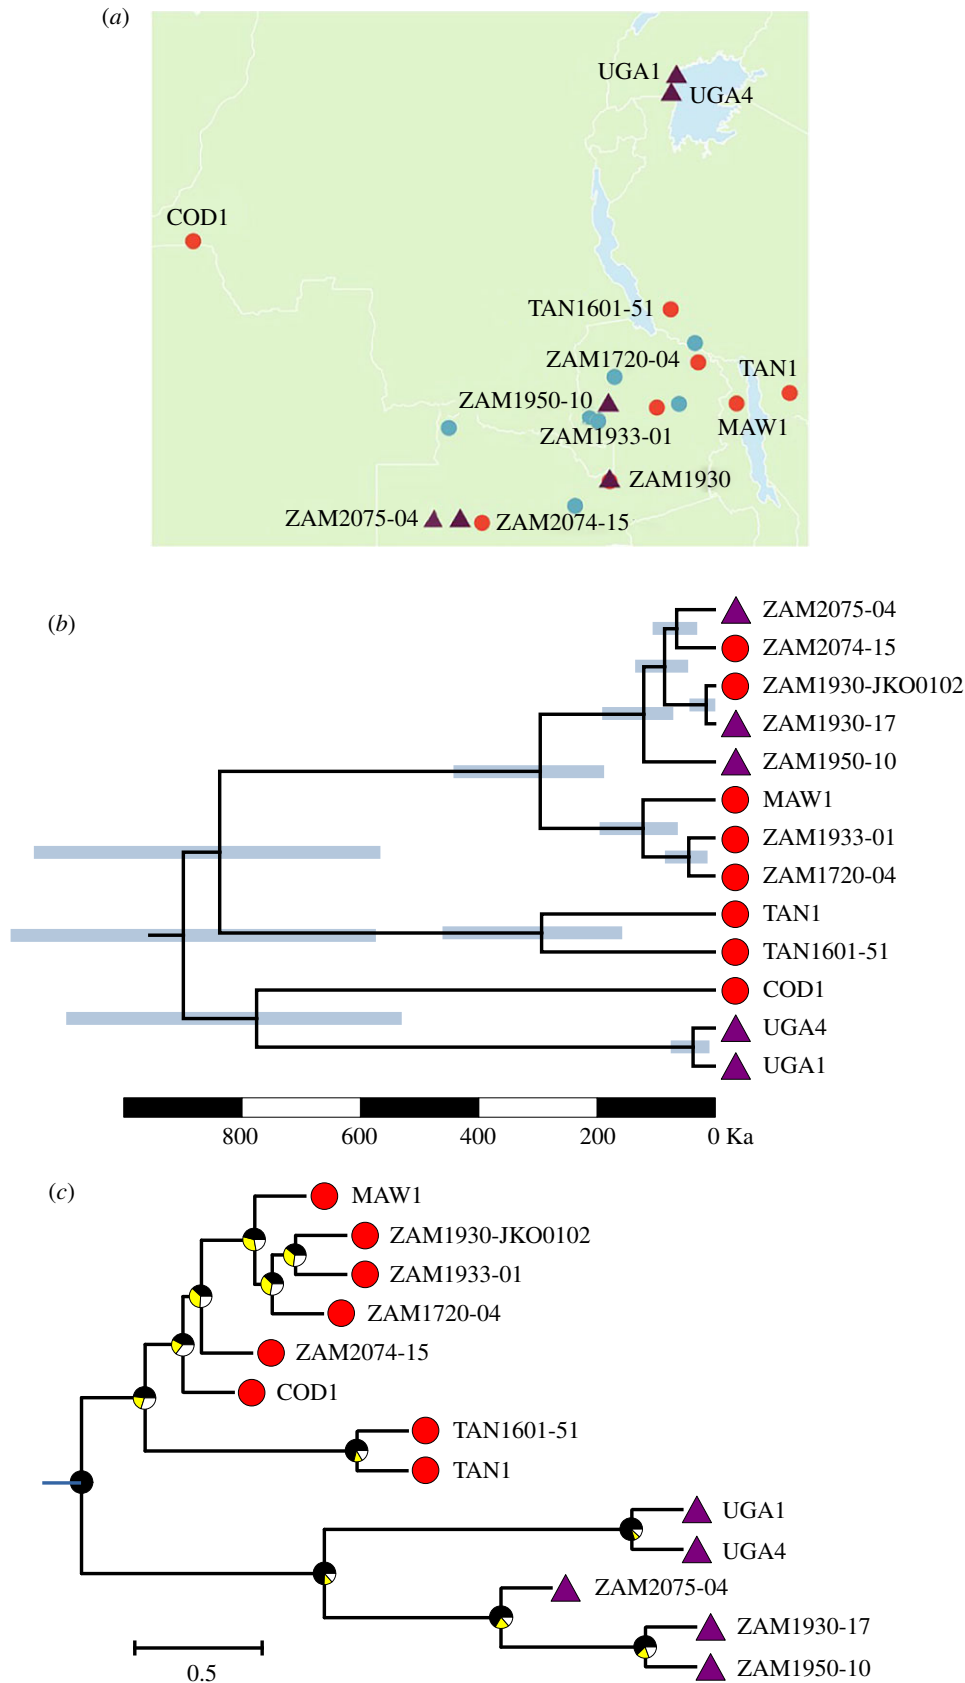 (a)
UGA1
UGA4
COD1
TAN1601-51
ZAM1720-04
TAN1
ZAM1950-10
MAW1
ZAM1933-01
ZAM1930
ZAM2075-04
ZAM2074-15
(b)
ZAM2075-04
ZAM2074-15
ZAM1930-JKO0102
ZAM1930-17
ZAM1950-10
MAW1
ZAM1933-01
ZAM1720-04
TAN1
TAN1601-51
COD1
UGA4
UGA1
800 600 400 200 0 Ka
(c)
MAW1
ZAM1930-JKO0102
ZAM1933-01
ZAM1720-04
ZAM2074-15
COD1
TAN1601-51
TAN1
UGA1
UGA4
ZAM2075-04
ZAM1930-17
ZAM1950-10
0.5